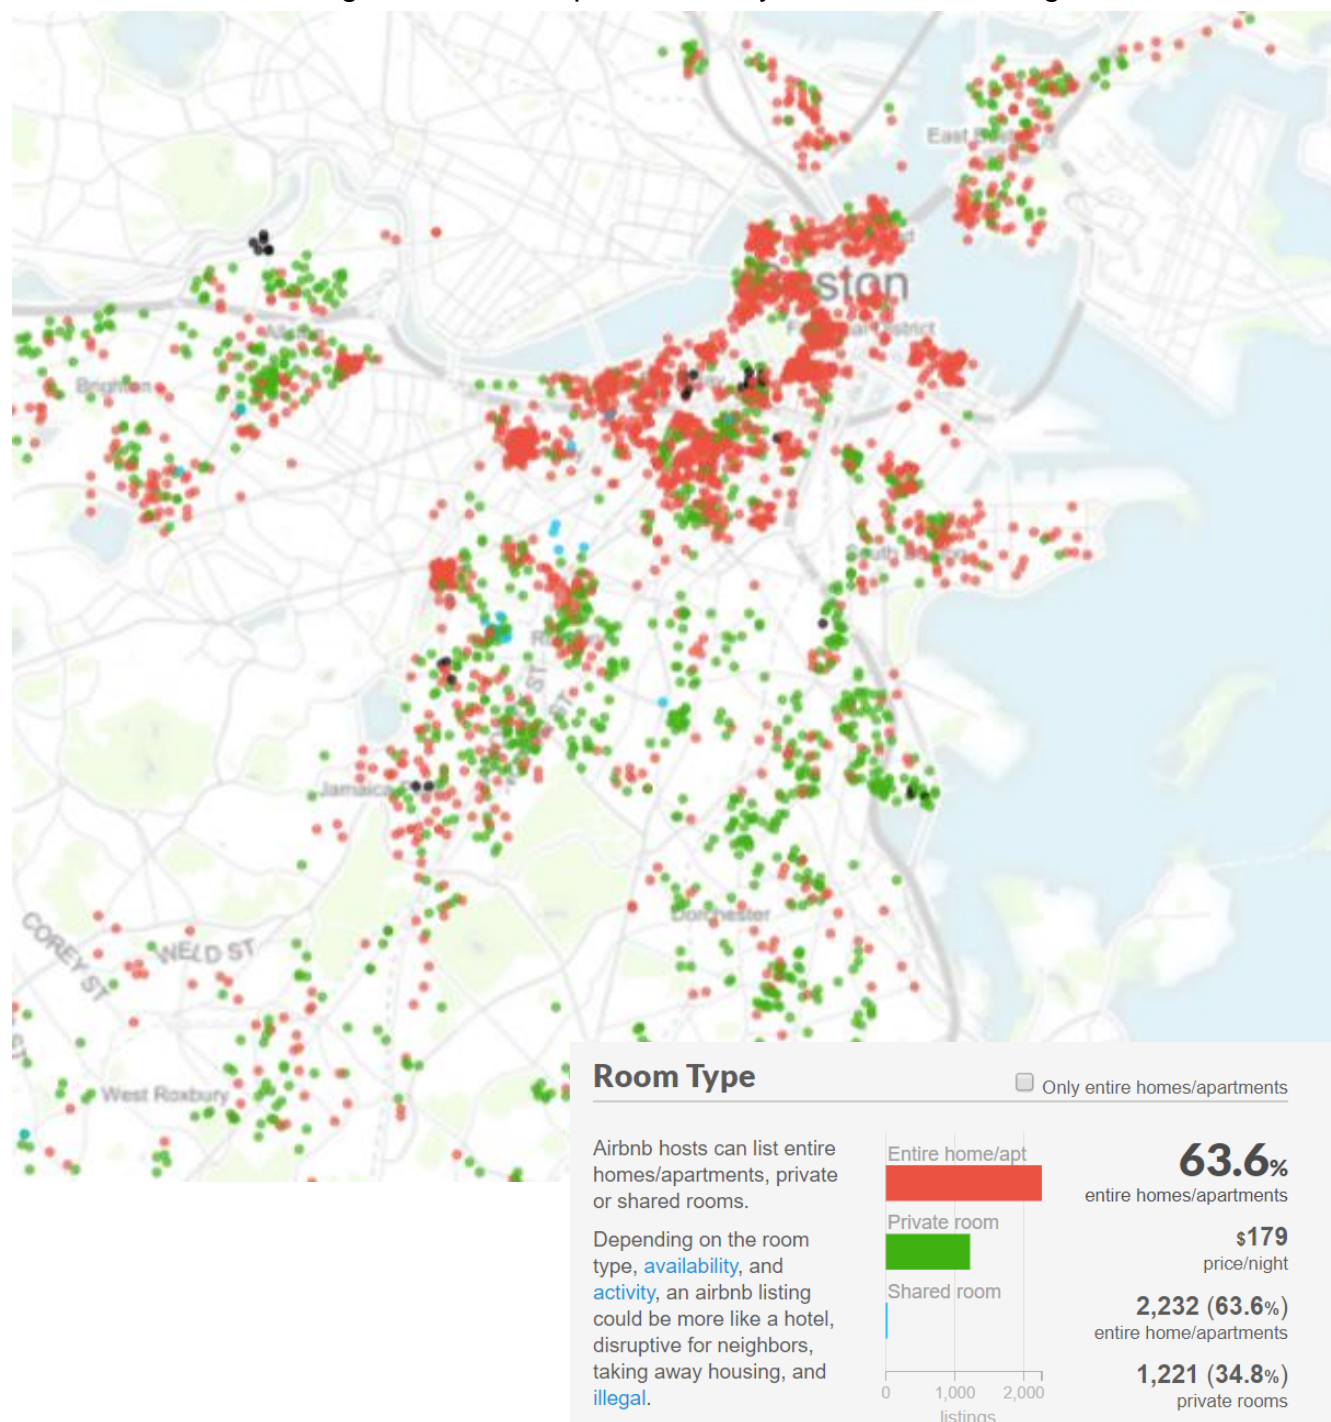 East
Boston
Financial District
Allston
Brighton
South Boston
Jamaica
Dorchester
COREY ST
WELD ST
ST
ST
ST
West Roxbury
Room Type
Only entire homes/apartments
Airbnb hosts can list entire
homes/apartments, private
or shared rooms.
Depending on the room
type, availability, and
activity, an airbnb listing
could be more like a hotel,
disruptive for neighbors,
taking away housing, and
illegal.
Entire home/apt
Private room
Shared room
0 1,000 2,000
listings
63.6%
entire homes/apartments
$179
price/night
2,232 (63.6%)
entire home/apartments
1,221 (34.8%)
private rooms